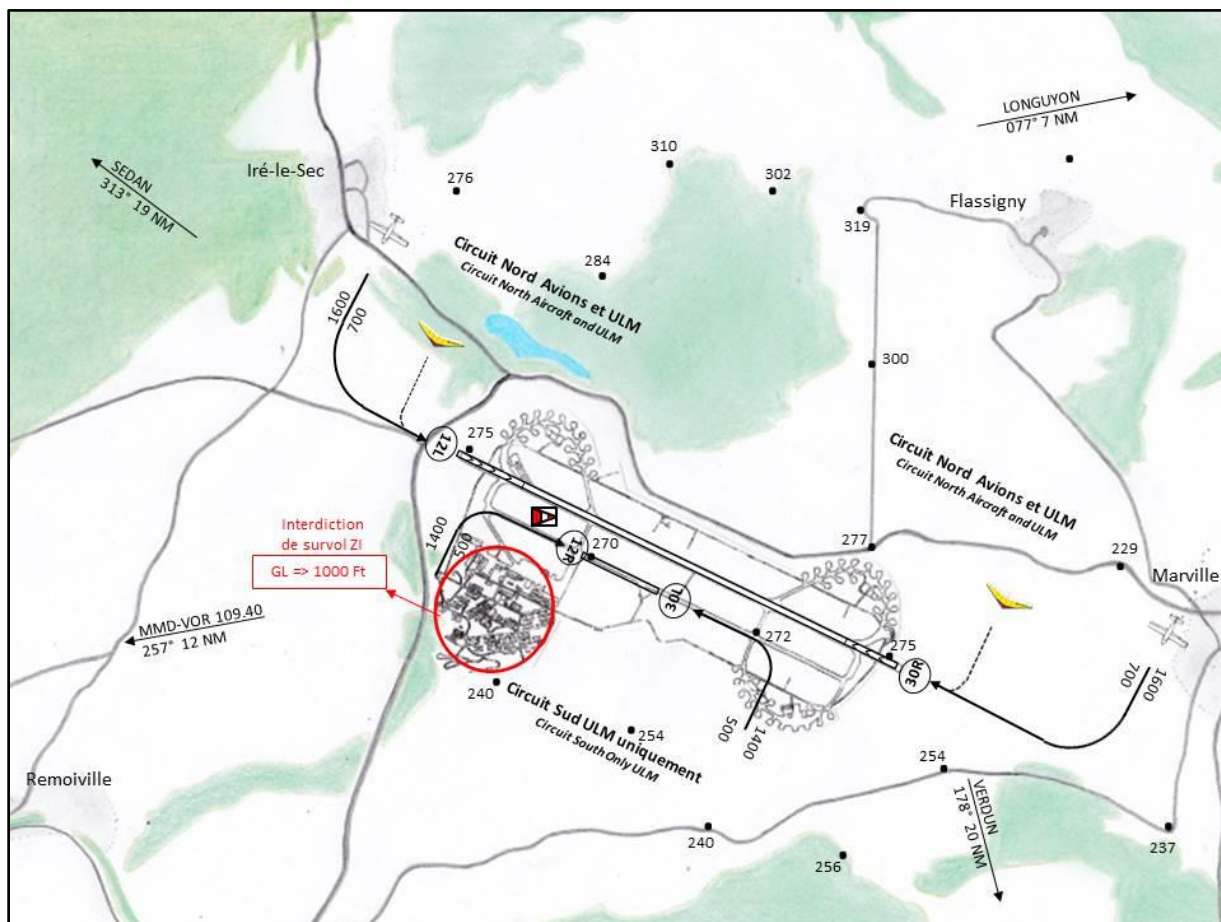 LONGUYON
077° 7 NM
SEDAN
313° 19 NM
Iré-le-Sec
276
310
302
Flassigny
319
Circuit Nord Avions et ULM
Circuit North Aircraft and ULM
284
1600
700
300
12L
275
Circuit Nord Avions et ULM
Circuit North Aircraft and ULM
Interdiction
de survol ZI
GL => 1000 Ft
1400
500
A
12R
270
277
229
Marville
30L
MMD-VOR 109.40
257° 12 NM
272
275
30R
1600
700
240
Circuit Sud ULM uniquement
Circuit South Only ULM
254
1400
500
254
Remoiville
VERDUN
178° 20 NM
240
256
237